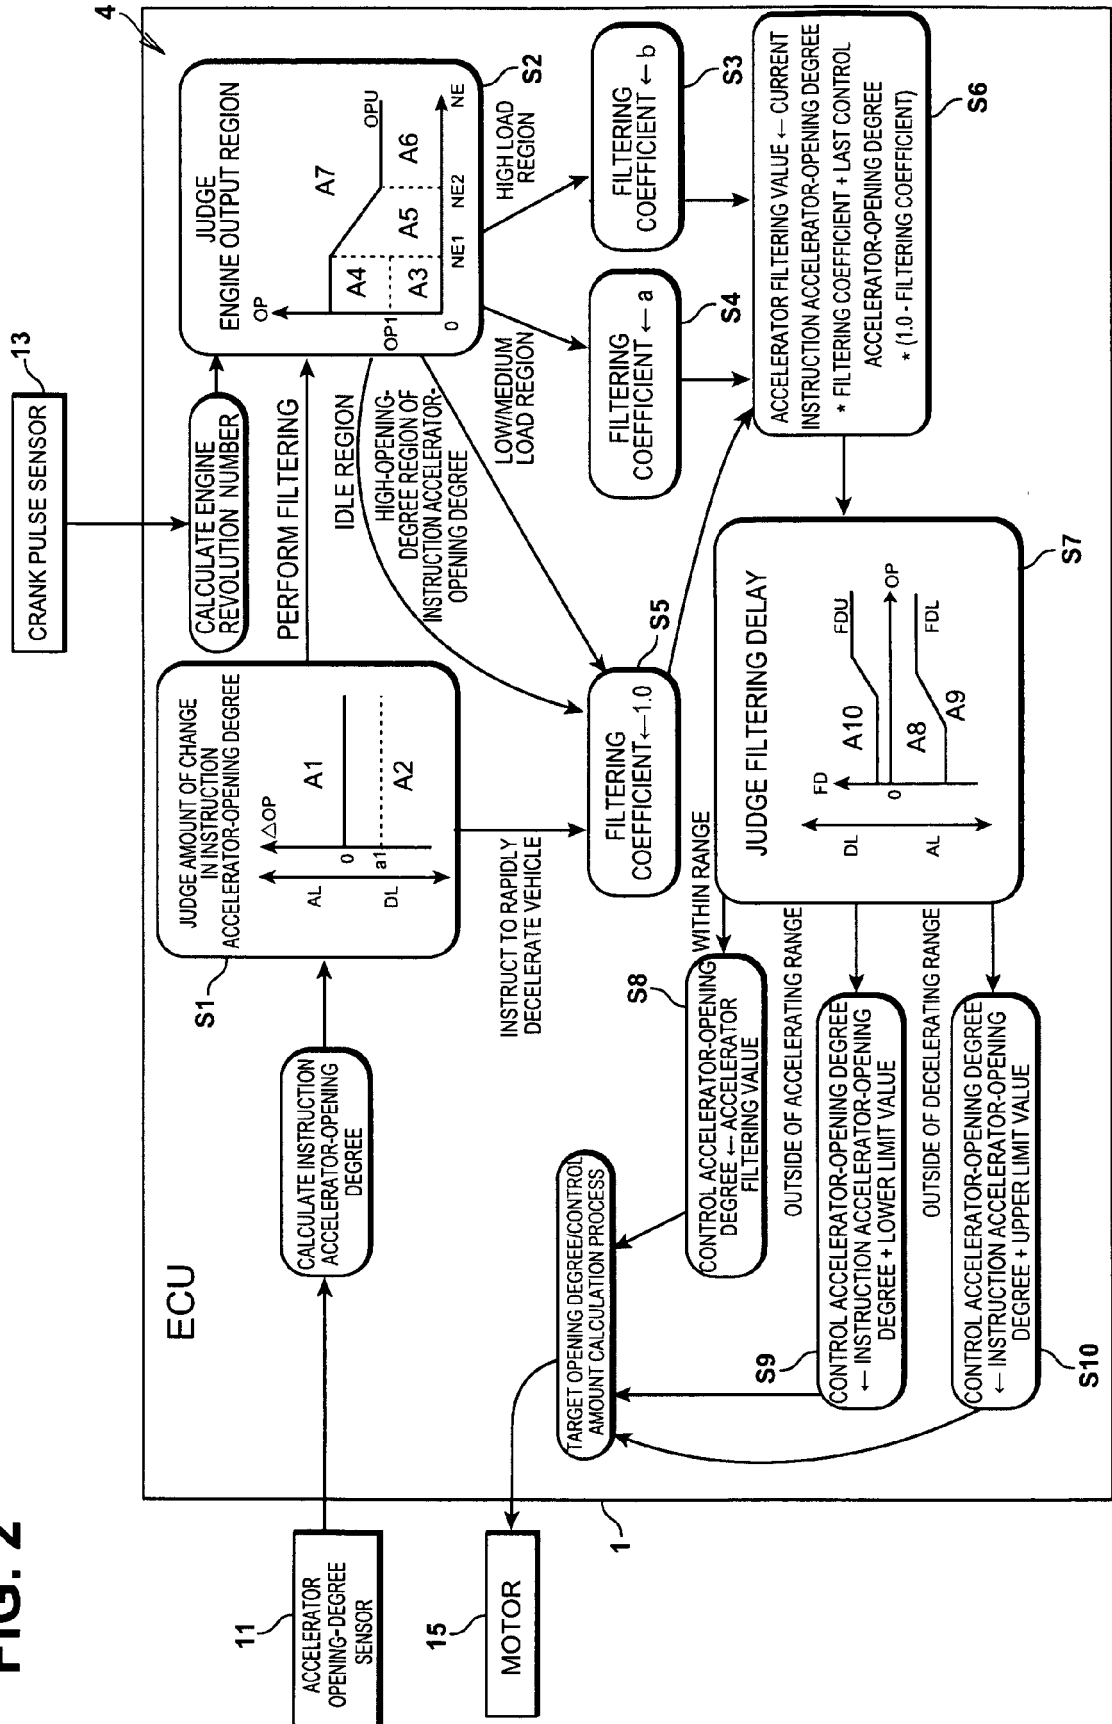 FIG. 2
4
CRANK PULSE SENSOR
13
ECU
1
11
ACCELERATOR
OPENING-DEGREE
SENSOR
15
MOTOR
CALCULATE INSTRUCTION
ACCELERATOR-OPENING
DEGREE
S1
JUDGE AMOUNT OF CHANGE
IN INSTRUCTION
ACCELERATOR-OPENING DEGREE
△OP
AL
DL
0
a1
A1
A2
CALCULATE ENGINE
REVOLUTION NUMBER
PERFORM FILTERING
JUDGE
ENGINE OUTPUT REGION
S2
OP
OP1
0
A7
OPU
A4
A3
A5
A6
NE1
NE2
NE
IDLE REGION
HIGH-OPENING-
DEGREE REGION OF
INSTRUCTION ACCELERATOR-
OPENING DEGREE
LOW/MEDIUM
LOAD REGION
HIGH LOAD
REGION
INSTRUCT TO RAPIDLY
DECELERATE VEHICLE
FILTERING
COEFFICIENT←1.0
S5
FILTERING
COEFFICIENT ← a
S4
FILTERING
COEFFICIENT ← b
S3
ACCELERATOR FILTERING VALUE ← CURRENT
INSTRUCTION ACCELERATOR-OPENING DEGREE
* FILTERING COEFFICIENT + LAST CONTROL
ACCELERATOR-OPENING DEGREE
* (1.0 - FILTERING COEFFICIENT)
S6
JUDGE FILTERING DELAY
S7
FD
DL
AL
0
A10
A8
A9
FDU
OP
FDL
WITHIN RANGE
OUTSIDE OF ACCELERATING RANGE
OUTSIDE OF DECELERATING RANGE
S8
CONTROL ACCELERATOR-OPENING
DEGREE ← ACCELERATOR
FILTERING VALUE
S9
CONTROL ACCELERATOR-OPENING DEGREE
← INSTRUCTION ACCELERATOR-OPENING
DEGREE + LOWER LIMIT VALUE
S10
CONTROL ACCELERATOR-OPENING DEGREE
← INSTRUCTION ACCELERATOR-OPENING
DEGREE + UPPER LIMIT VALUE
TARGET OPENING DEGREE/CONTROL
AMOUNT CALCULATION PROCESS